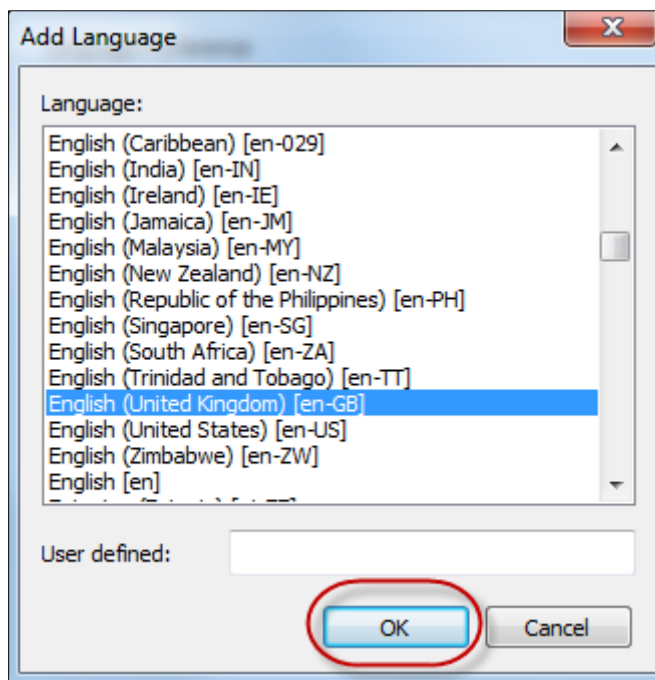 Add Language
Language:
English (Caribbean) [en-029]
English (India) [en-IN]
English (Ireland) [en-IE]
English (Jamaica) [en-JM]
English (Malaysia) [en-MY]
English (New Zealand) [en-NZ]
English (Republic of the Philippines) [en-PH]
English (Singapore) [en-SG]
English (South Africa) [en-ZA]
English (Trinidad and Tobago) [en-TT]
English (United Kingdom) [en-GB]
English (United States) [en-US]
English (Zimbabwe) [en-ZW]
English [en]
User defined:
OK Cancel